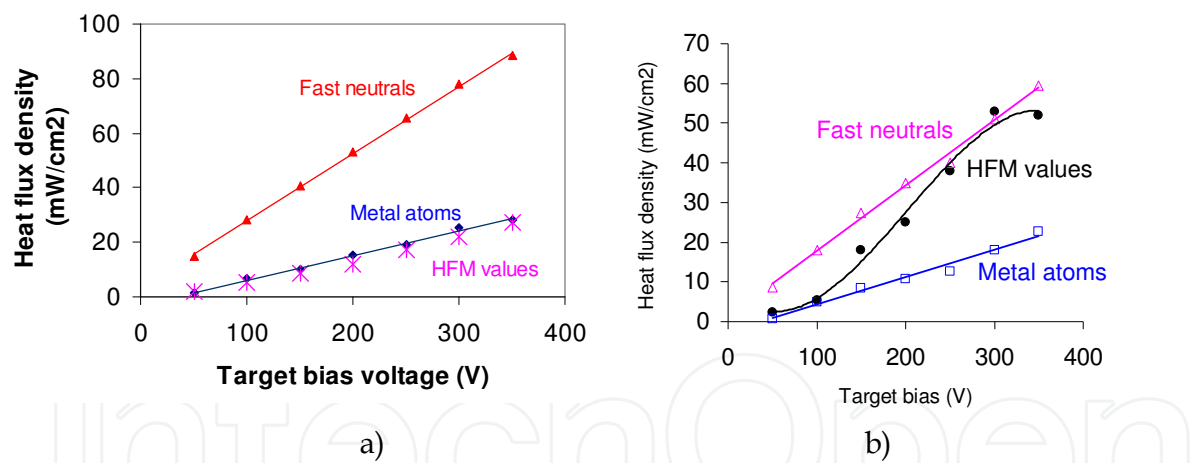 Heat flux density
(mW/cm2)
100
80
60
40
20
0
Fast neutrals
Metal atoms
HFM values
0 100 200 300 400
Target bias voltage (V)
a)
Heat flux density (mW/cm2)
70
60
50
40
30
20
10
0
Fast neutrals
HFM values
Metal atoms
0 100 200 300 400
Target bias (V)
b)
IntechOpen